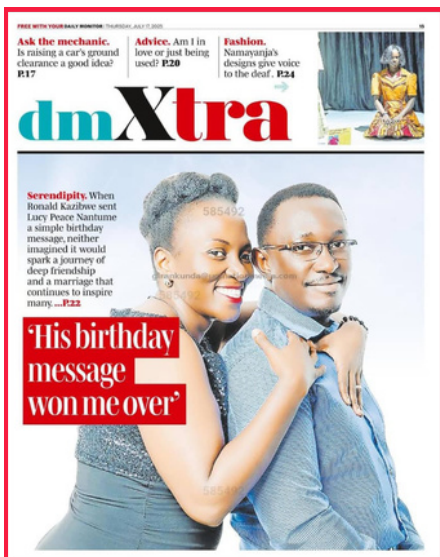 FREE WITH YOUR DAILY MONITOR | THURSDAY, JULY 17, 2025
15
Ask the mechanic.
Is raising a car's ground
clearance a good idea?
P.17
Advice. Am I in
love or just being
used? P.20
Fashion.
Namayanja's
designs give voice
to the deaf. P.24
dmXtra
Serendipity. When
Ronald Kazibwe sent
Lucy Peace Nantume
a simple birthday
message, neither
imagined it would
spark a journey of
deep friendship
and a marriage that
continues to inspire
many. ...P.22
585492
585492
'His birthday
message
won me over'
585492